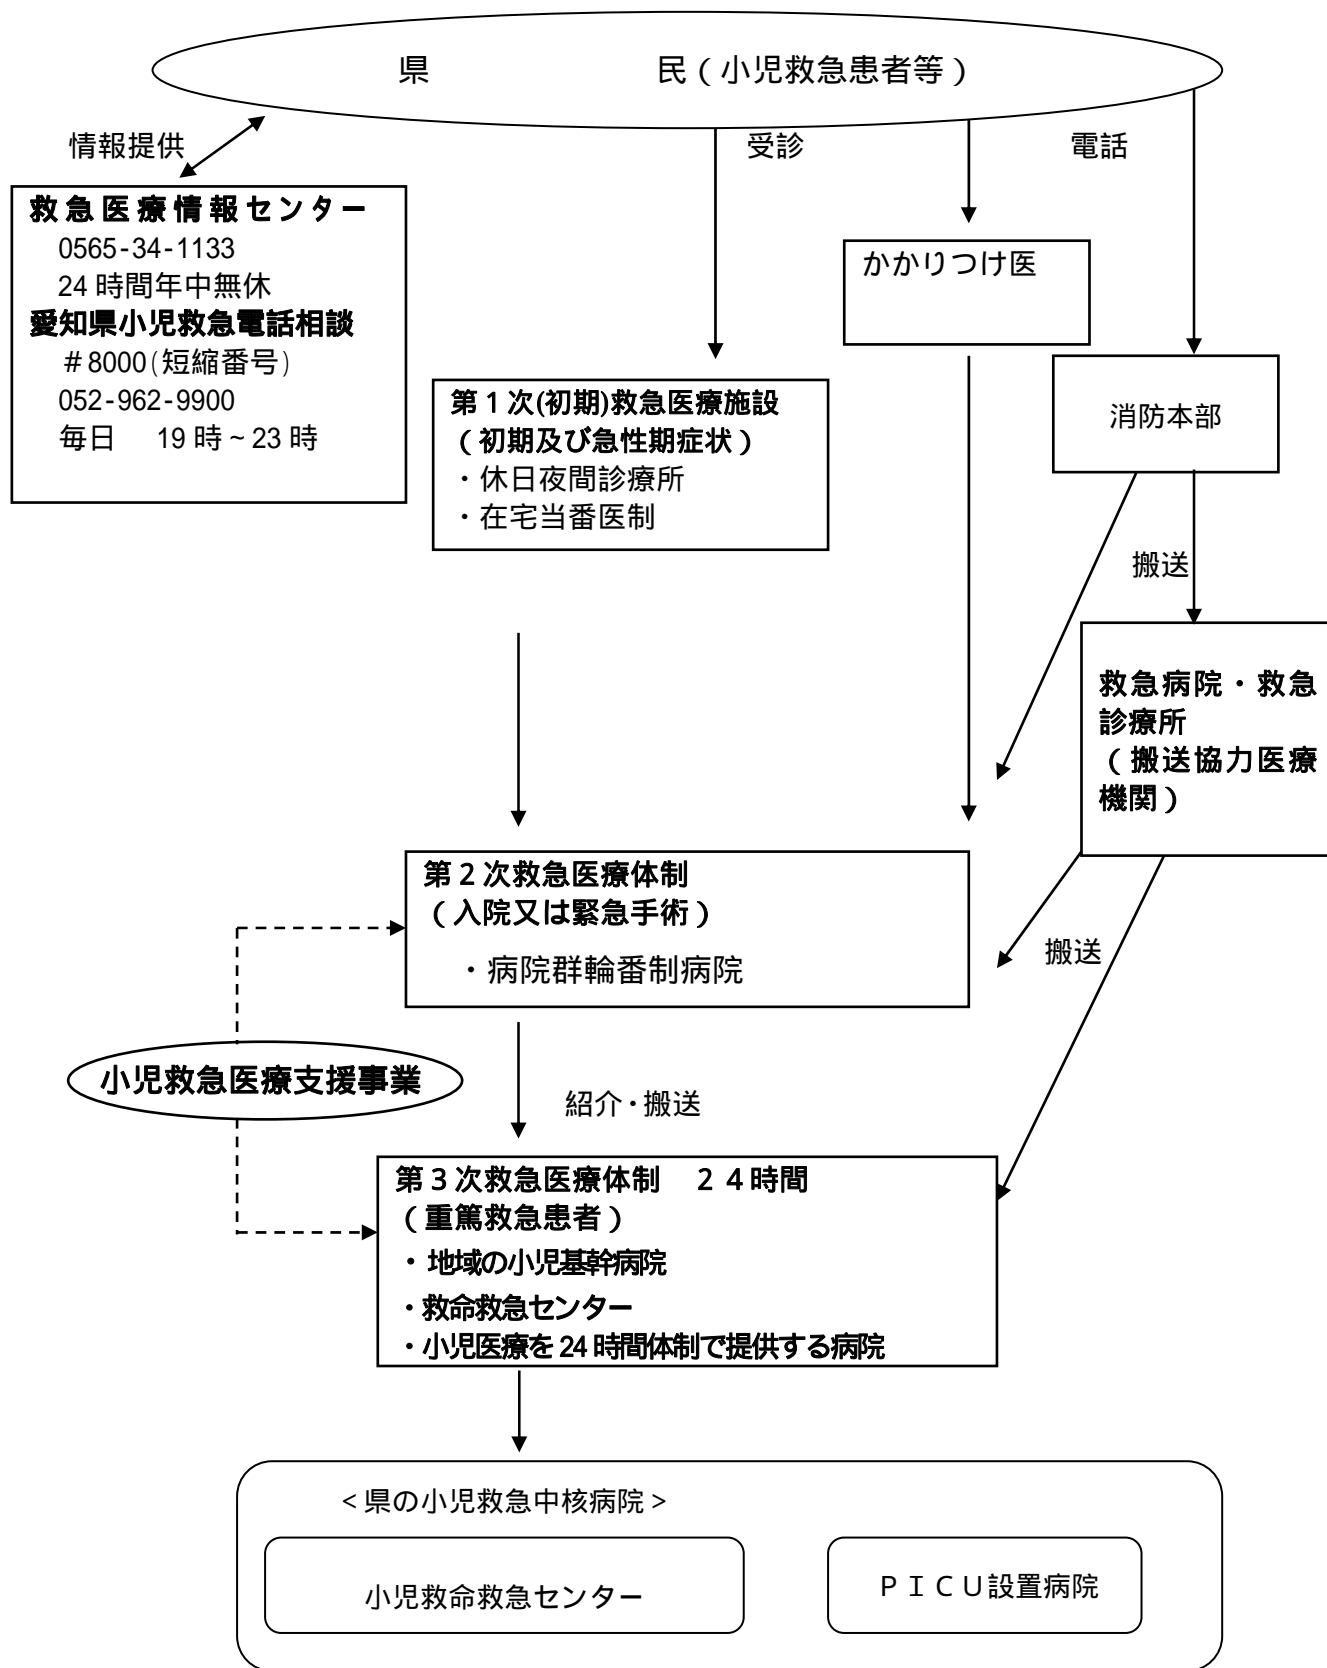 県　民（小児救急患者等）
情報提供
受診
電話
救急医療情報センター
0565-34-1133
24時間年中無休
愛知県小児救急電話相談
＃8000(短縮番号)
052-962-9900
毎日　19時～23時
かかりつけ医
第１次(初期)救急医療施設
（初期及び急性期症状）
・休日夜間診療所
・在宅当番医制
消防本部
搬送
救急病院・救急
診療所
（搬送協力医療
機関）
第２次救急医療体制
（入院又は緊急手術）
・病院群輪番制病院
搬送
小児救急医療支援事業
紹介・搬送
第３次救急医療体制　２４時間
（重篤救急患者）
・地域の小児基幹病院
・救命救急センター
・小児医療を24時間体制で提供する病院
＜県の小児救急中核病院＞
小児救命救急センター
ＰＩＣＵ設置病院